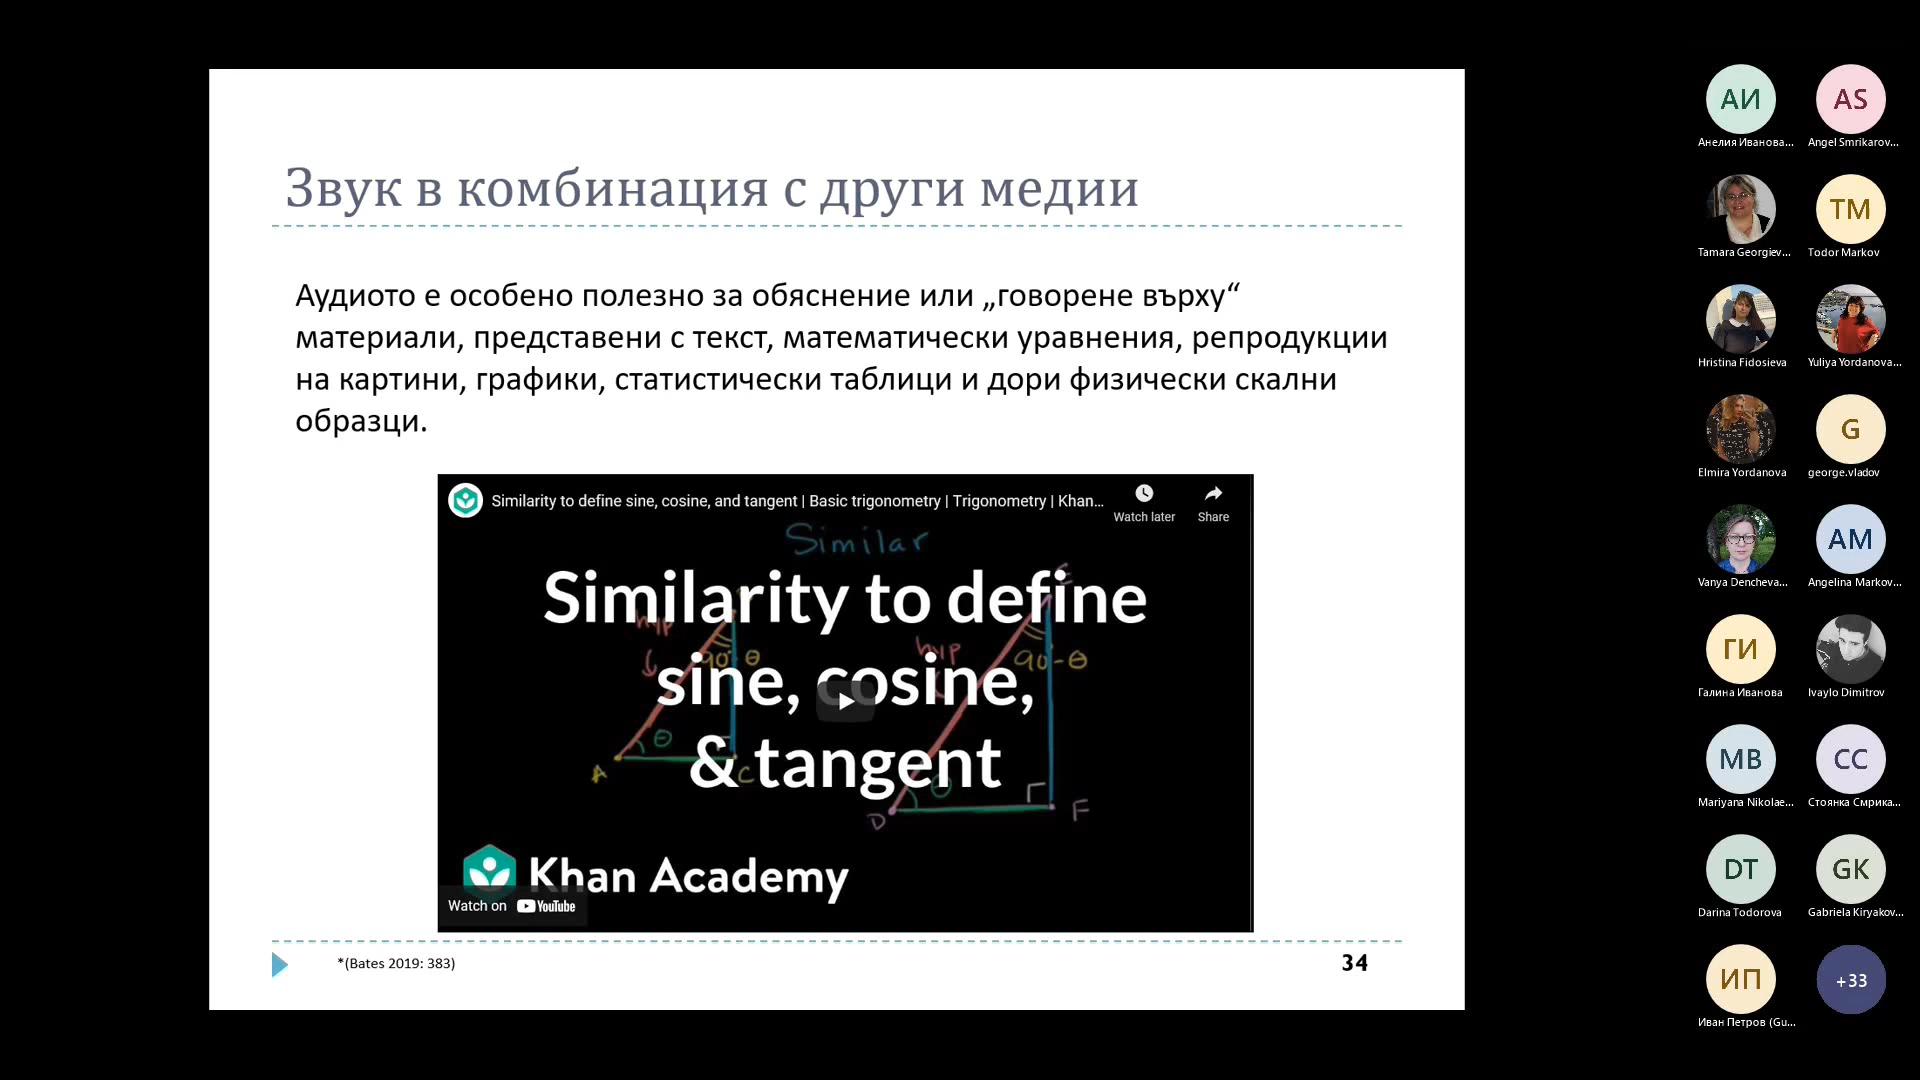 Звук в комбинация с други медии
Аудиото е особено полезно за обяснение или „говорене върху“
материали, представени с текст, математически уравнения, репродукции
на картини, графики, статистически таблици и дори физически скални
образци.
Similarity to define sine, cosine, and tangent | Basic trigonometry | Trigonometry | Khan...
Watch later
Share
Similar
Similarity to define
sine, cosine,
& tangent
hyp
90-θ
θ
A
C
hyp
E
90-θ
θ
D
F
Khan Academy
Watch on YouTube
*(Bates 2019: 383)
34
АИ
Анелия Иванова...
AS
Angel Smrikarov...
Tamara Georgiev...
TM
Todor Markov
Hristina Fidosieva
Yuliya Yordanova...
Elmira Yordanova
G
george.vladov
Vanya Dencheva...
AM
Angelina Markov...
ГИ
Галина Иванова
Ivaylo Dimitrov
MB
Mariyana Nikolae...
СС
Стоянка Смрика...
DT
Darina Todorova
GK
Gabriela Kiryakov...
ИП
Иван Петров (Gu...
+33